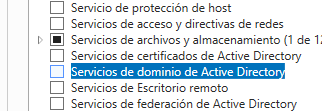 Servicio de protección de host
Servicios de acceso y directivas de redes
Servicios de archivos y almacenamiento (1 de 12
Servicios de certificados de Active Directory
Servicios de dominio de Active Directory
Servicios de Escritorio remoto
Servicios de federación de Active Directory